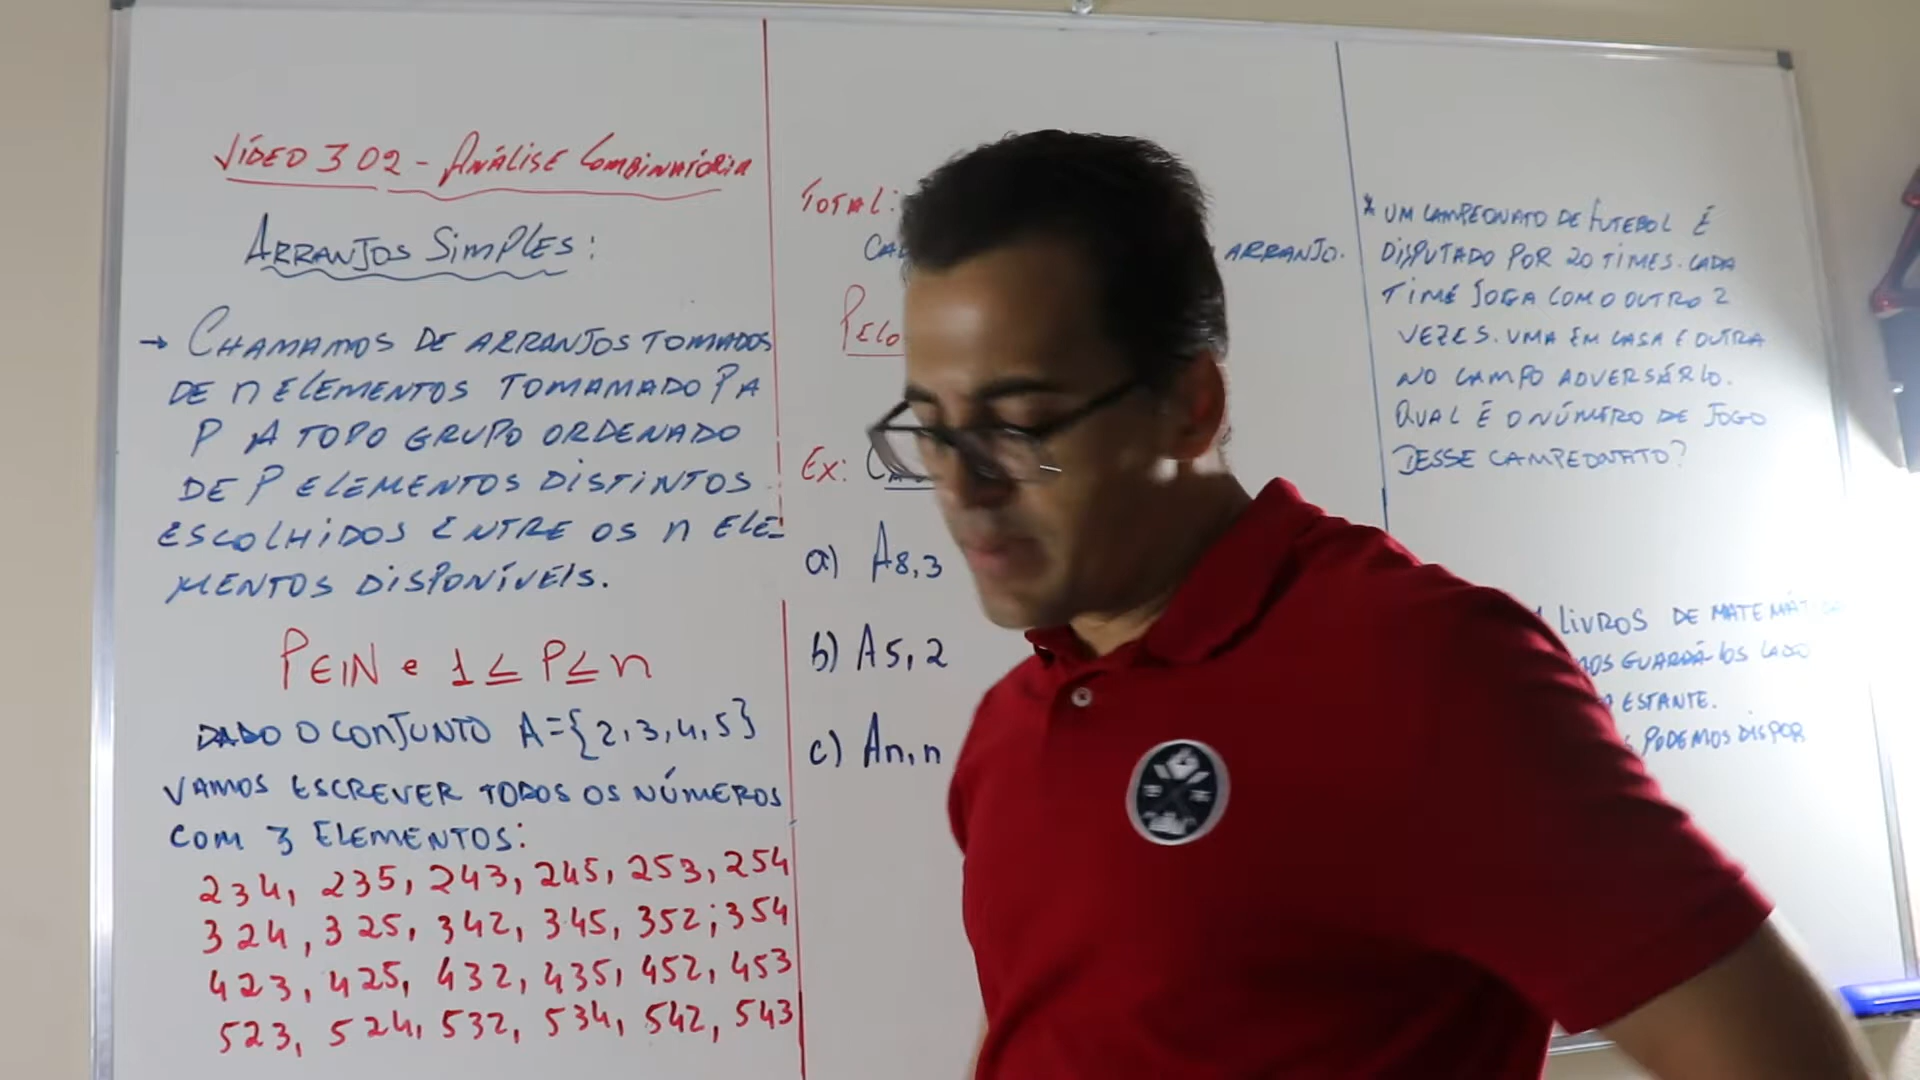 VÍDEO 302 - ANÁLISE COMBINATÓRIA
ARRANJOS SIMPLES:
→ CHAMAMOS DE ARRANJOS TOMADOS
DE n ELEMENTOS TOMAMADO P A
P A TODO GRUPO ORDENADO
DE P ELEMENTOS DISTINTOS
ESCOLHIDOS ENTRE OS n ELE-
MENTOS DISPONÍVEIS.
P∈IN e 1 ≤ P ≤ n
DADO O CONJUNTO A={2,3,4,5}
VAMOS ESCREVER TODOS OS NÚMEROS
COM 3 ELEMENTOS:
234, 235, 243, 245, 253, 254
324, 325, 342, 345, 352; 354
423, 425, 432, 435, 452, 453
523, 524, 532, 534, 542, 543
TOTAL:
ARRANJO.
PELO
Ex:
a) A8,3
b) A5,2
c) An,n
* UM CAMPEONATO DE FUTEBOL É
DISPUTADO POR 20 TIMES. CADA
TIME JOGA COM O OUTRO 2
VEZES. UMA EM CASA E OUTRA
NO CAMPO ADVERSÁRIO.
QUAL É O NÚMERO DE JOGO
DESSE CAMPEONATO?
LIVROS DE MATEMÁT
GUARDÁ-LOS LADO
ESTANTE.
PODEMOS DISPOR